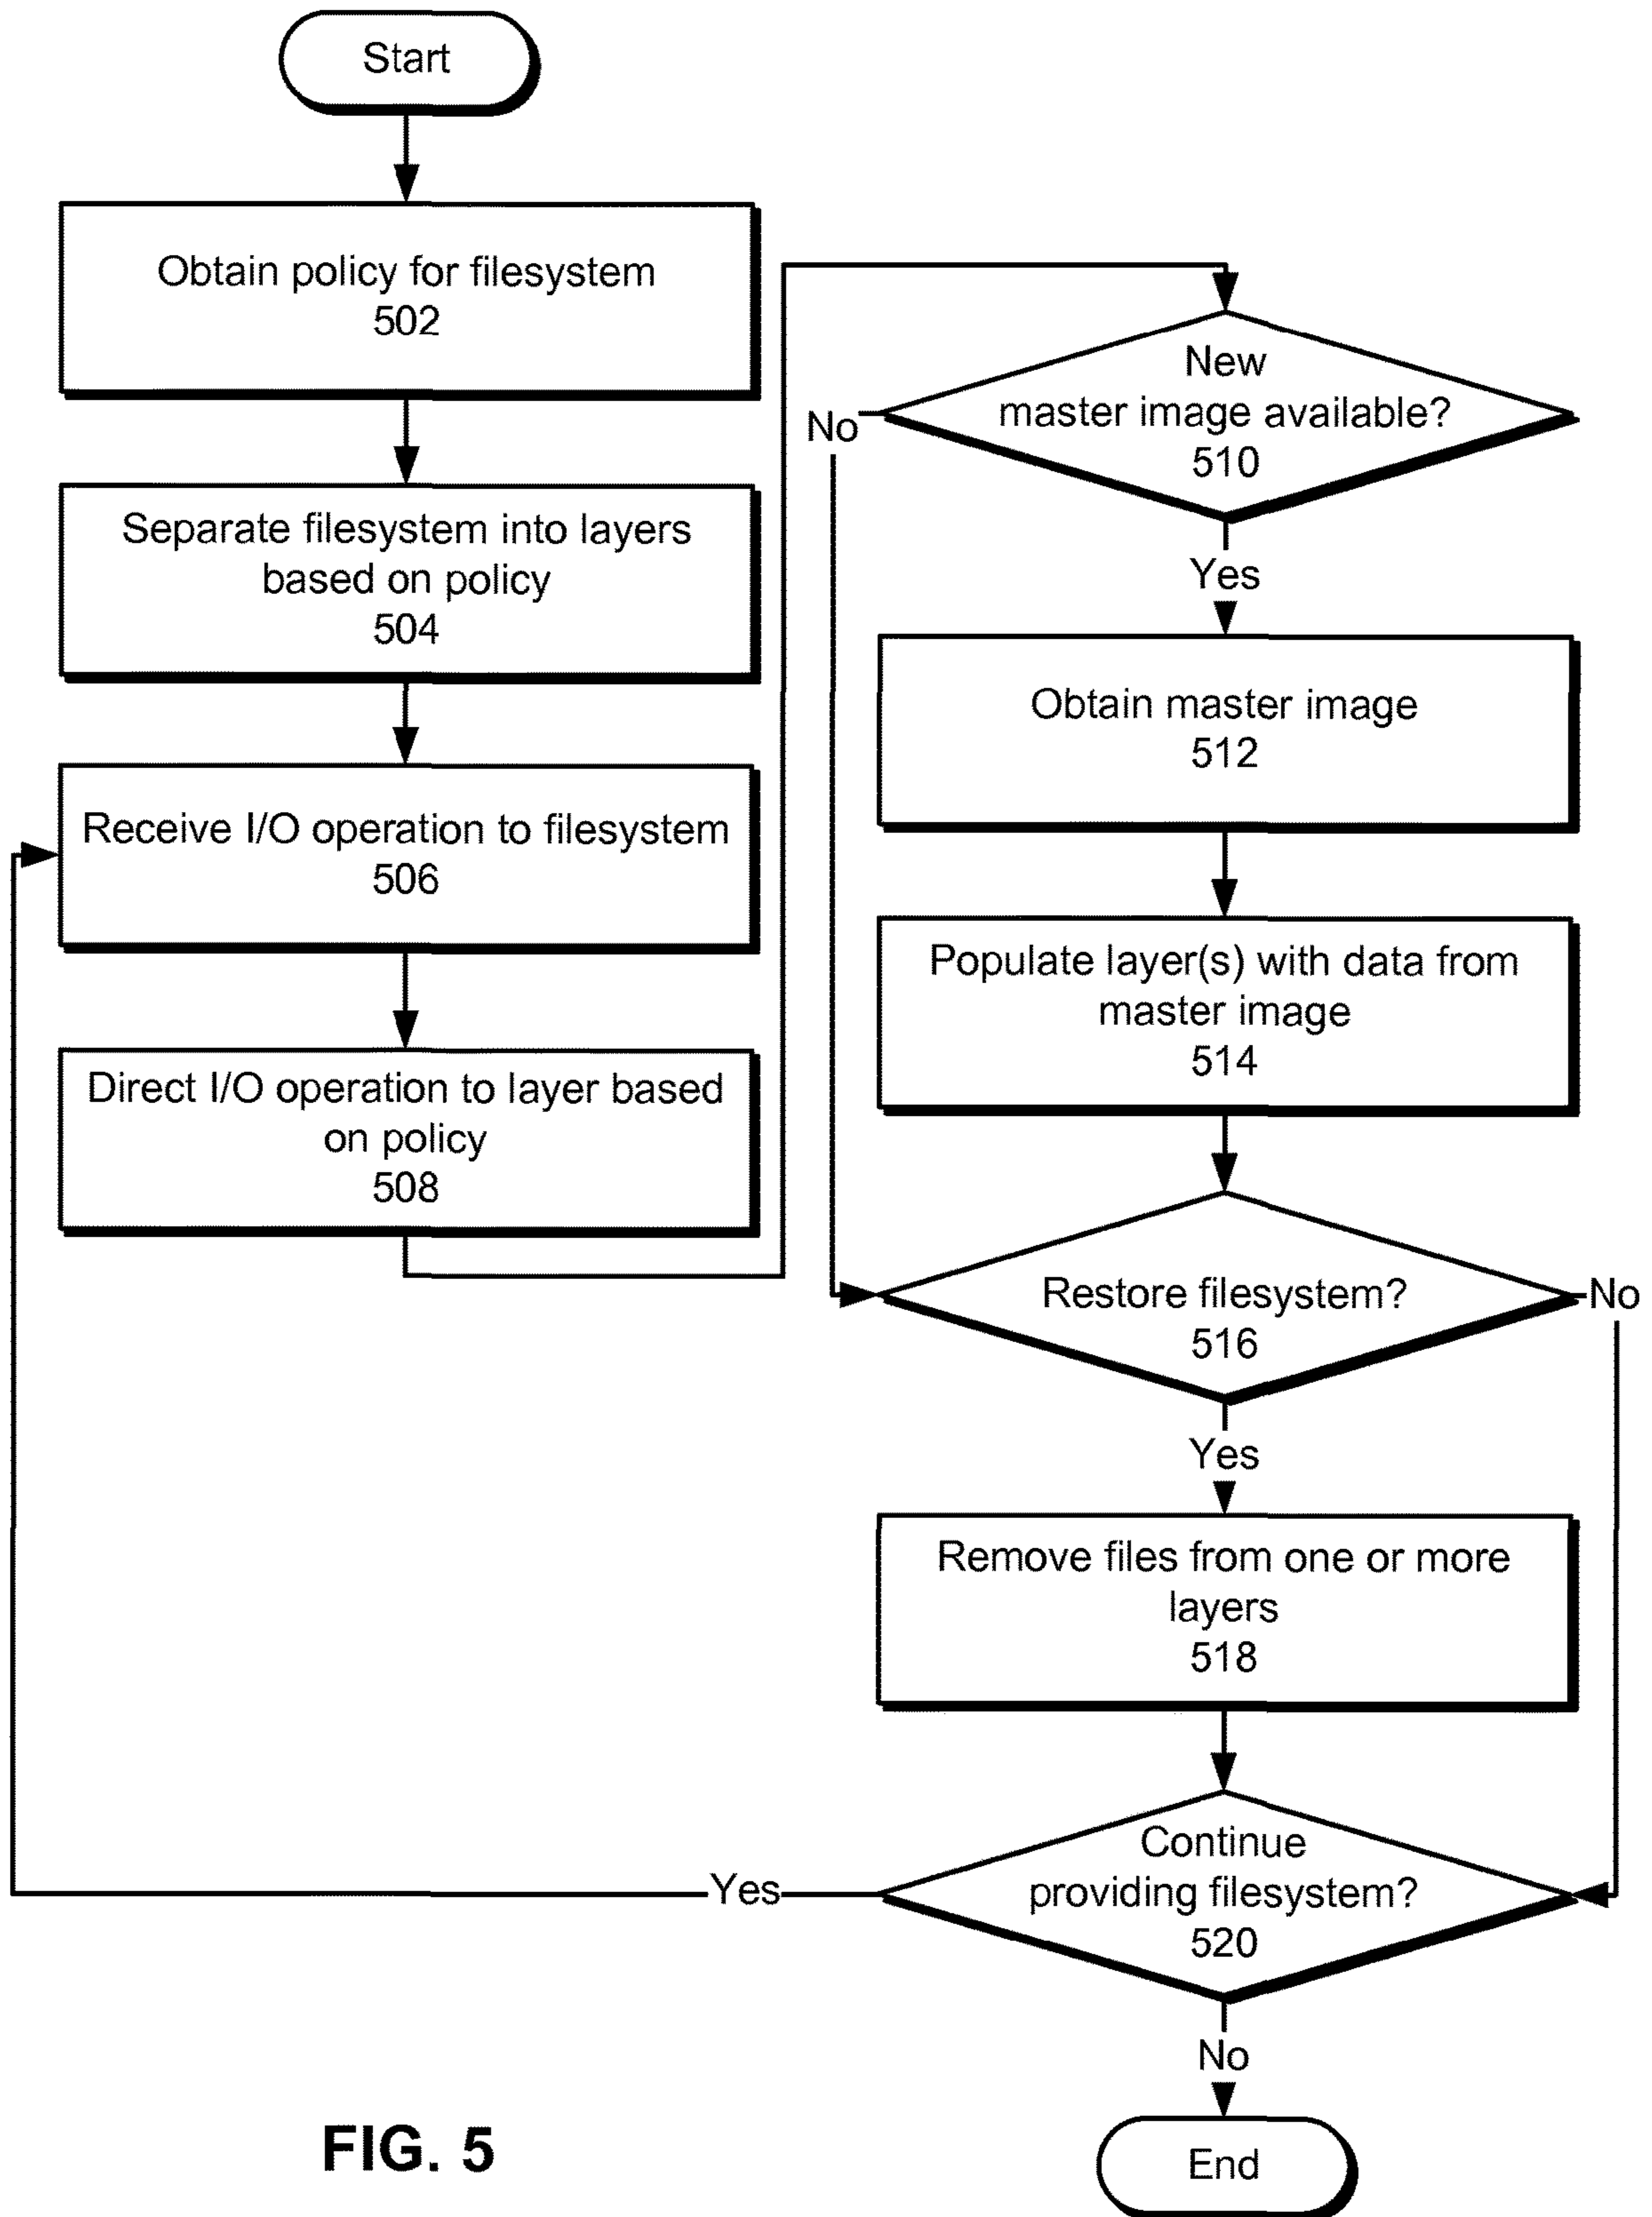 Start
Obtain policy for filesystem
502
Separate filesystem into layers
based on policy
504
Receive I/O operation to filesystem
506
Direct I/O operation to layer based
on policy
508
New
master image available?
510
No
Yes
Obtain master image
512
Populate layer(s) with data from
master image
514
Restore filesystem?
516
No
Yes
Remove files from one or more
layers
518
Continue
providing filesystem?
520
Yes
No
End
FIG. 5